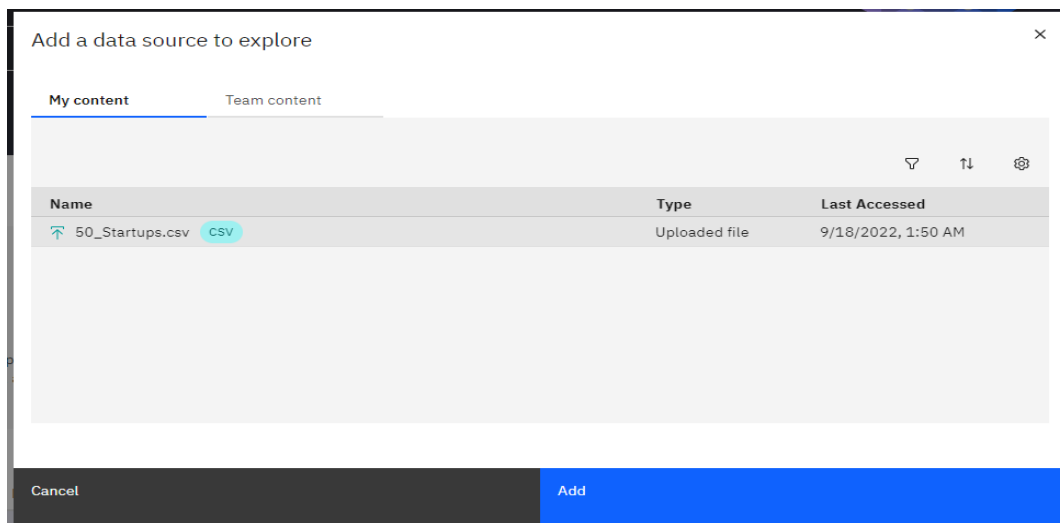 Add a data source to explore
My content Team content
Name Type Last Accessed
50_Startups.csv CSV Uploaded file 9/18/2022, 1:50 AM
Cancel Add